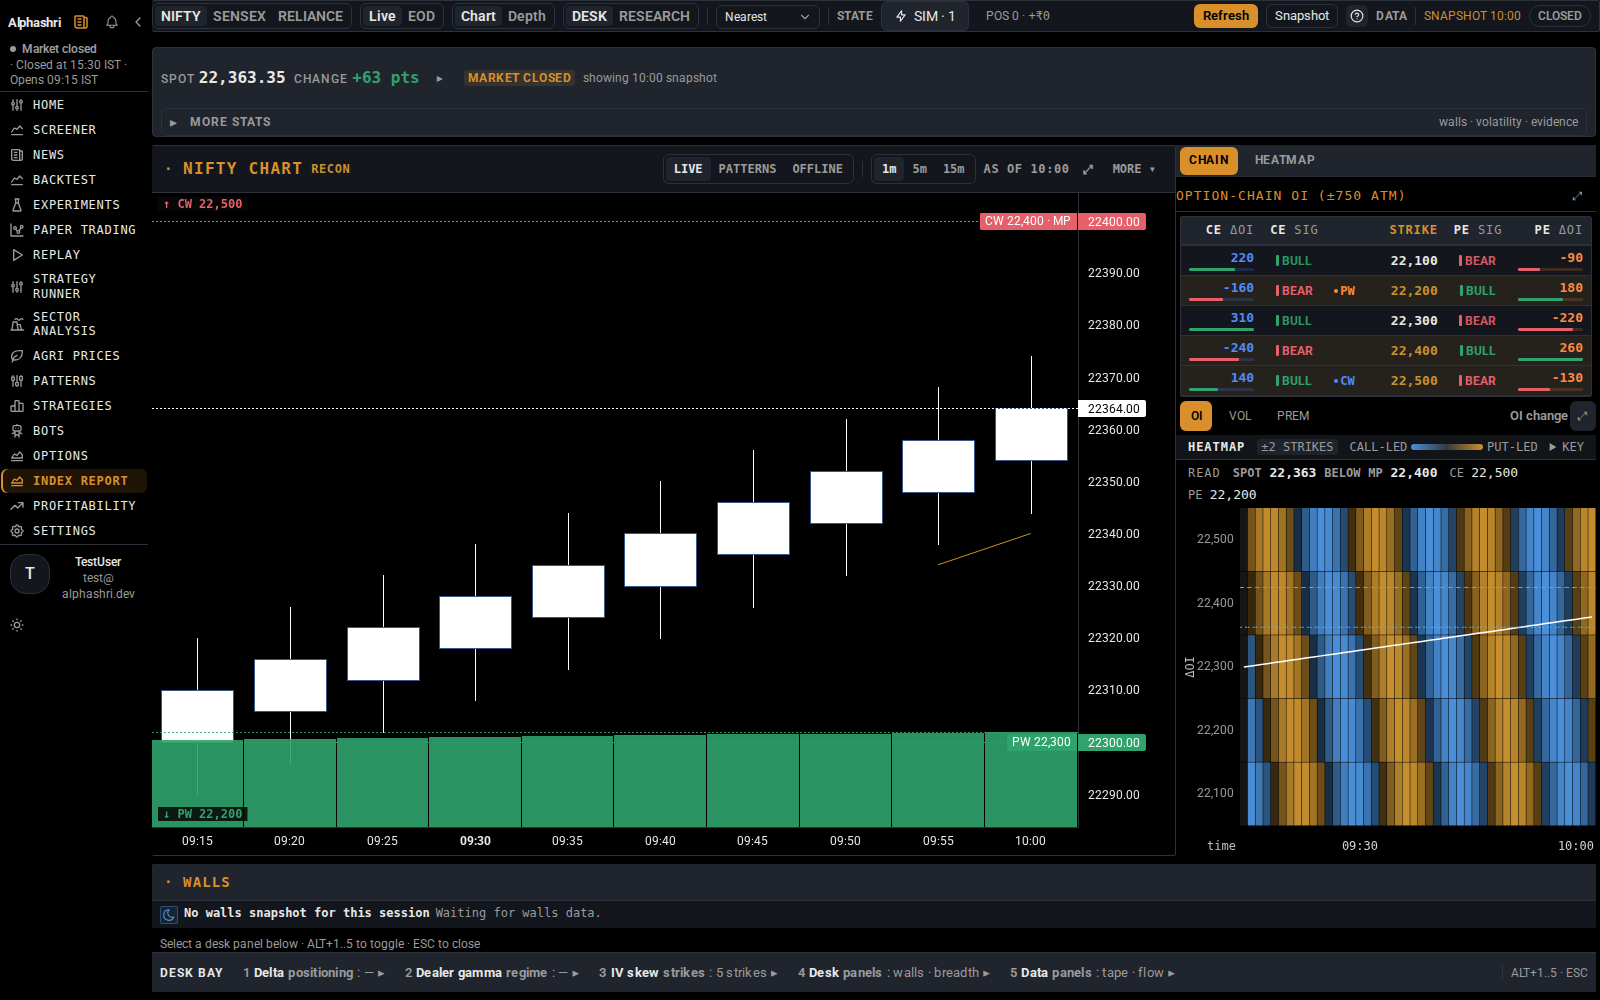 Alphashri
Market closed
· Closed at 15:30 IST ·
Opens 09:15 IST
HOME
SCREENER
NEWS
BACKTEST
EXPERIMENTS
PAPER TRADING
REPLAY
STRATEGY
RUNNER
SECTOR
ANALYSIS
AGRI PRICES
PATTERNS
STRATEGIES
BOTS
OPTIONS
INDEX REPORT
PROFITABILITY
SETTINGS
T
TestUser
test@
alphashri.dev
NIFTY SENSEX RELIANCE Live EOD Chart Depth DESK RESEARCH Nearest STATE SIM · 1 POS 0 · +₹0 Refresh Snapshot DATA SNAPSHOT 10:00 CLOSED
SPOT 22,363.35 CHANGE +63 pts ▸ MARKET CLOSED showing 10:00 snapshot
▸ MORE STATS walls · volatility · evidence
· NIFTY CHART RECON LIVE PATTERNS OFFLINE 1m 5m 15m AS OF 10:00 MORE ▾
↑ CW 22,500
CW 22,400 · MP 22400.00
22390.00
22380.00
22370.00
22364.00
22360.00
22350.00
22340.00
22330.00
22320.00
22310.00
PW 22,300 22300.00
22290.00
↓ PW 22,200
09:15 09:20 09:25 09:30 09:35 09:40 09:45 09:50 09:55 10:00
CHAIN HEATMAP
OPTION-CHAIN OI (±750 ATM)
CE ΔOI CE SIG STRIKE PE SIG PE ΔOI
220 BULL 22,100 BEAR -90
-160 BEAR •PW 22,200 BULL 180
310 BULL 22,300 BEAR -220
-240 BEAR 22,400 BULL 260
140 BULL •CW 22,500 BEAR -130
OI VOL PREM OI change
HEATMAP ±2 STRIKES CALL-LED PUT-LED ▶ KEY
READ SPOT 22,363 BELOW MP 22,400 CE 22,500
PE 22,200
22,500
22,400
22,300
22,200
22,100
ΔOI
time 09:30 10:00
· WALLS
No walls snapshot for this session Waiting for walls data.
Select a desk panel below · ALT+1..5 to toggle · ESC to close
DESK BAY 1 Delta positioning : — ▸ 2 Dealer gamma regime : — ▸ 3 IV skew strikes : 5 strikes ▸ 4 Desk panels : walls · breadth ▸ 5 Data panels : tape · flow ▸ ALT+1..5 · ESC